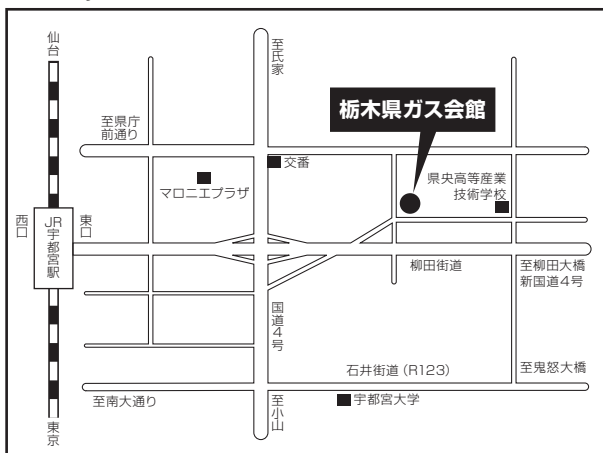 仙台
至氏家
栃木県ガス会館
至県庁
前通り
交番
マロニエプラザ
県央高等産業
技術学校
西口
JR
宇都宮駅
東口
柳田街道
至柳田大橋
新国道4号
国道4号
石井街道 (R123)
至鬼怒大橋
至南大通り
宇都宮大学
至小山
東京